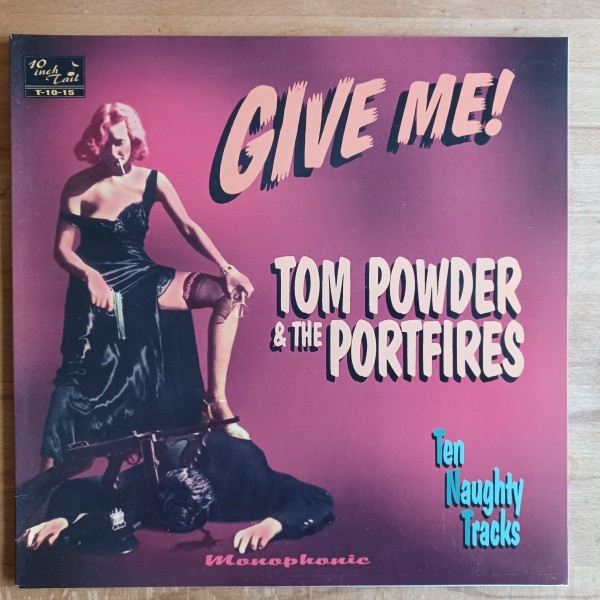 10
inch
Tail
T-10-15
GIVE ME!
TOM POWDER
& THE PORTFIRES
Ten
Naughty
Tracks
Monophonic